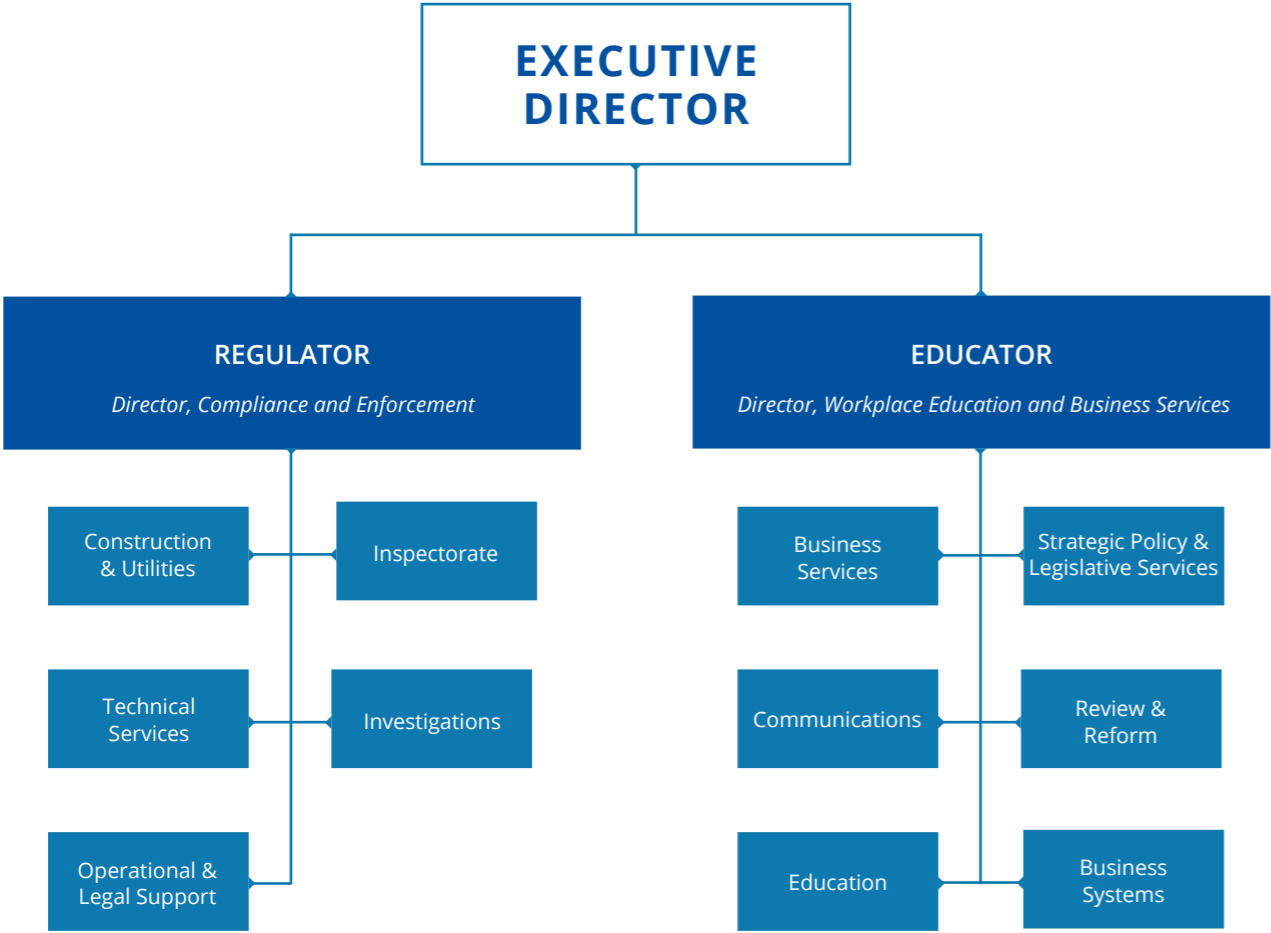 EXECUTIVE
DIRECTOR
REGULATOR
Director, Compliance and Enforcement
EDUCATOR
Director, Workplace Education and Business Services
Construction
& Utilities
Inspectorate
Business
Services
Strategic Policy &
Legislative Services
Technical
Services
Investigations
Communications
Review &
Reform
Operational &
Legal Support
Education
Business
Systems